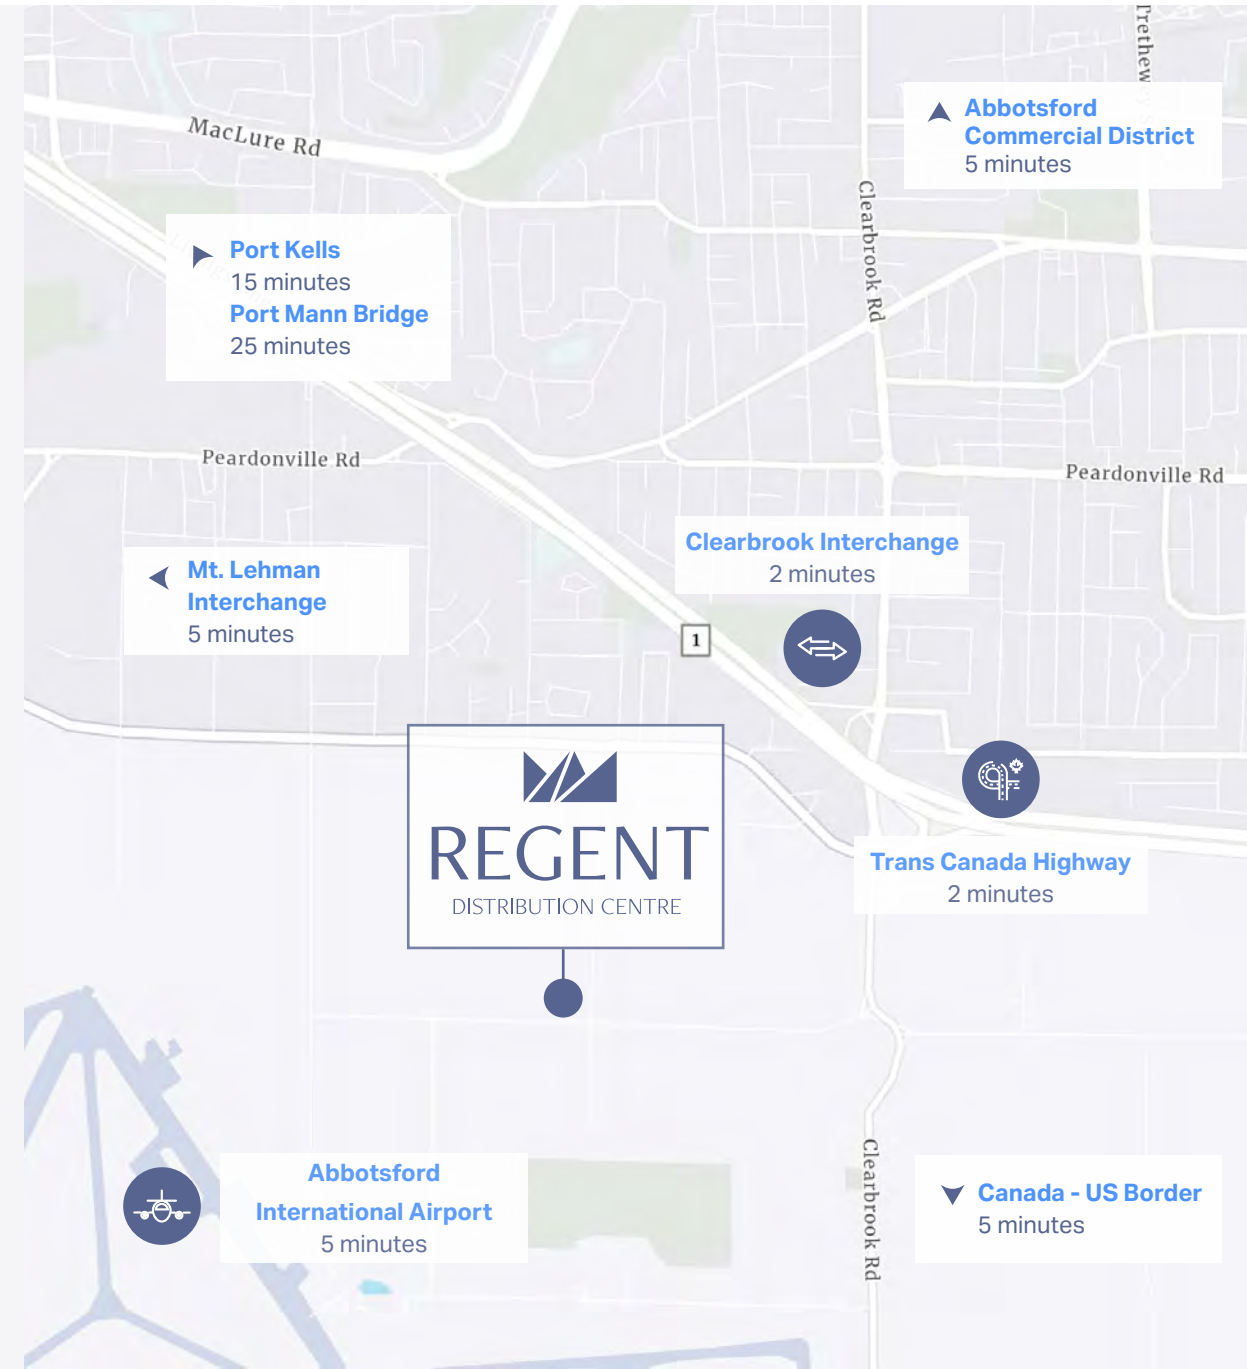 Trethewey S
Abbotsford
Commercial District
5 minutes
MacLure Rd
Clearbrook Rd
Port Kells
15 minutes
Port Mann Bridge
25 minutes
Peardonville Rd
Peardonville Rd
Clearbrook Interchange
2 minutes
Mt. Lehman
Interchange
5 minutes
1
REGENT
DISTRIBUTION CENTRE
Trans Canada Highway
2 minutes
Abbotsford
International Airport
5 minutes
Clearbrook Rd
Canada - US Border
5 minutes